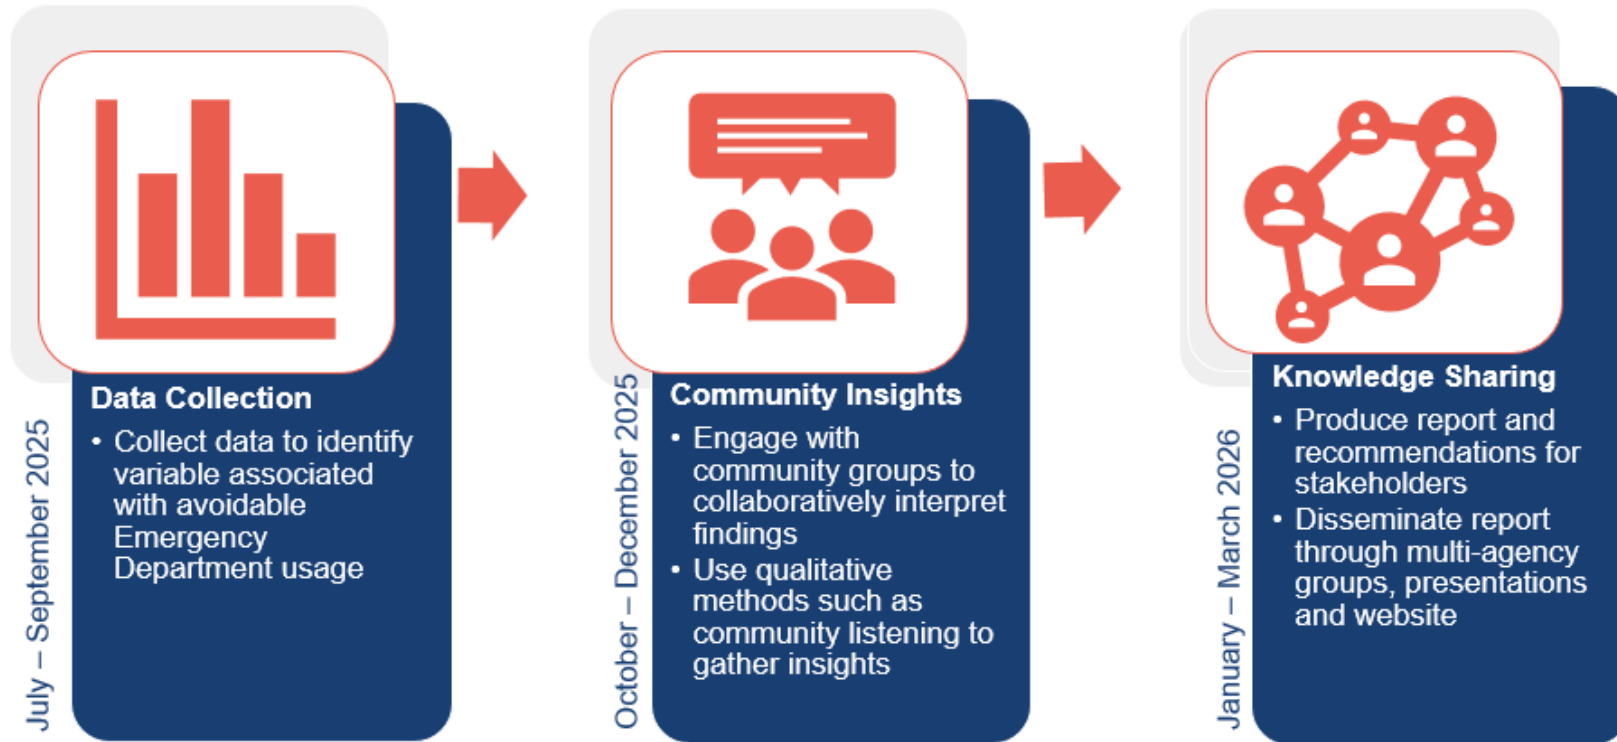 July – September 2025
Data Collection
• Collect data to identify
variable associated
with avoidable
Emergency
Department usage
October – December 2025
Community Insights
• Engage with
community groups to
collaboratively interpret
findings
• Use qualitative
methods such as
community listening to
gather insights
January – March 2026
Knowledge Sharing
• Produce report and
recommendations for
stakeholders
• Disseminate report
through multi-agency
groups, presentations
and website